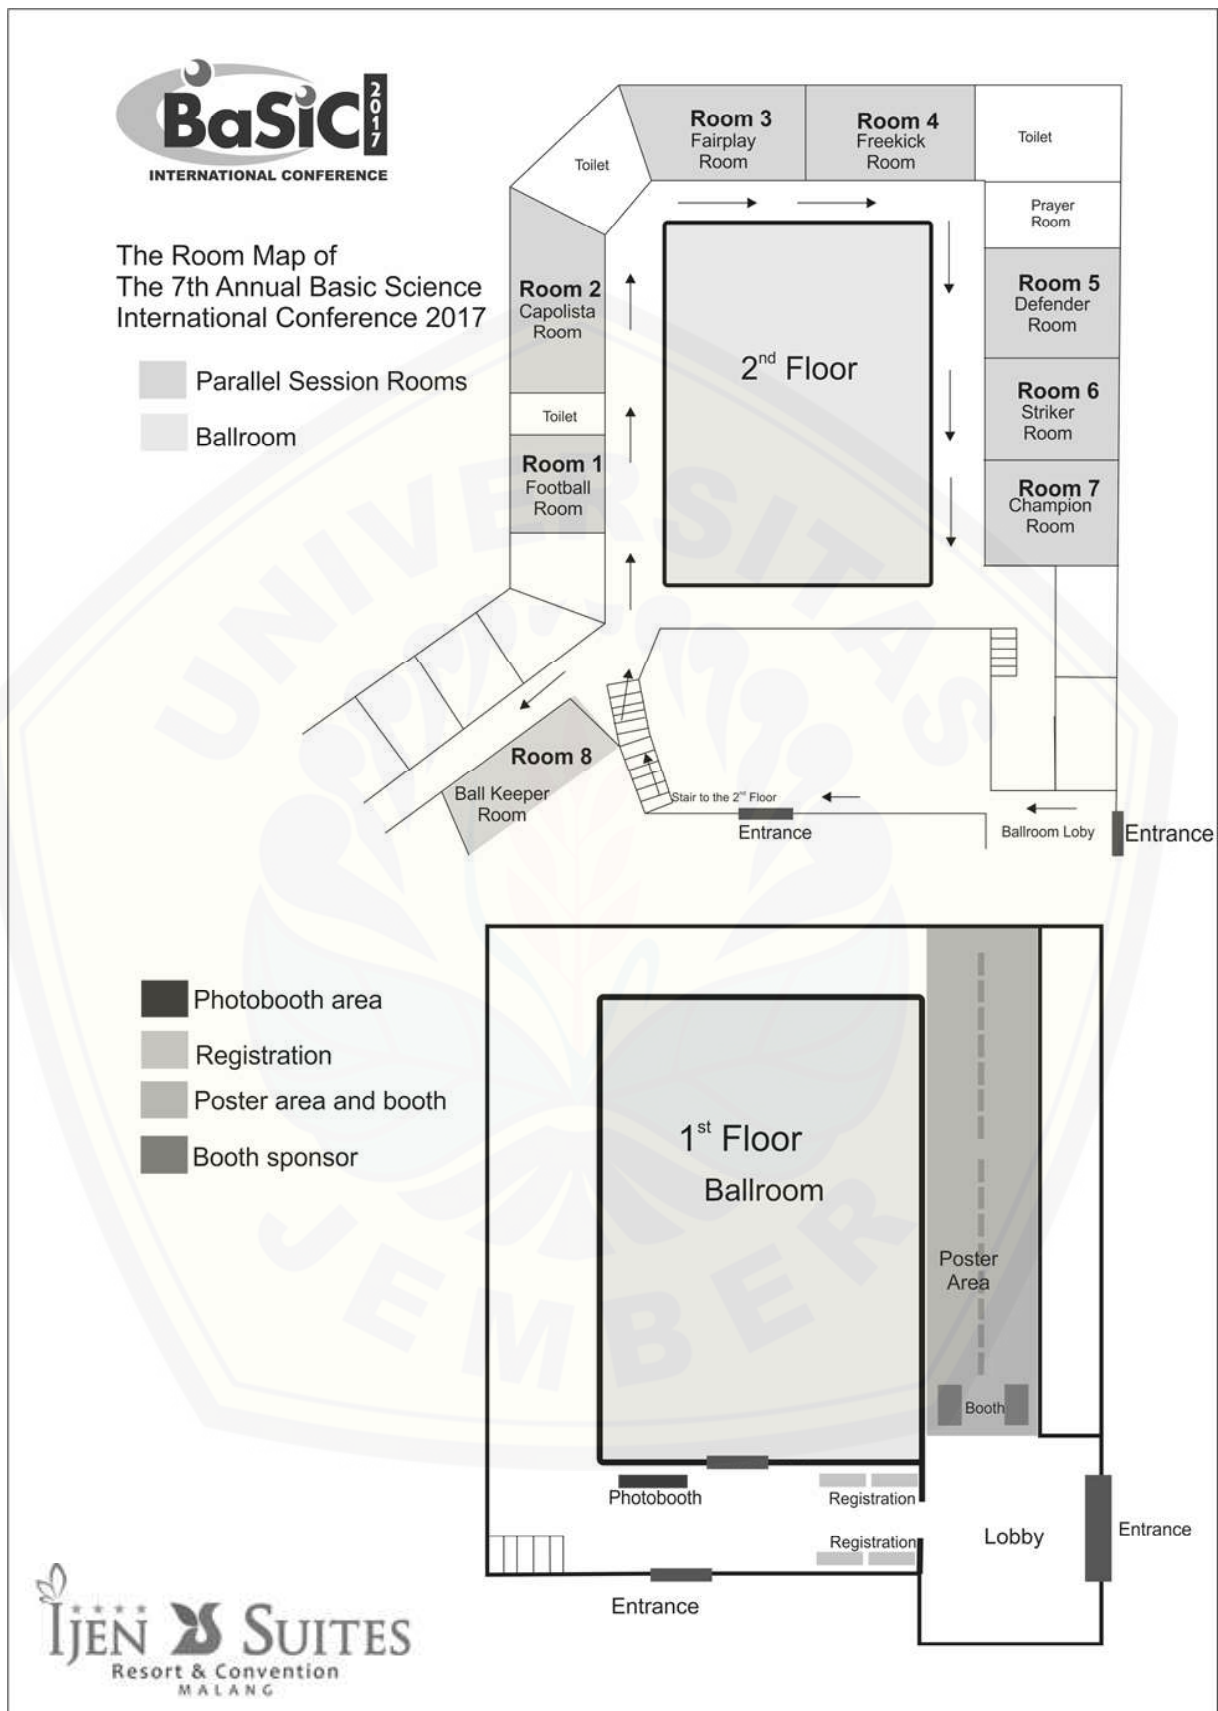 BaSiC 2017
INTERNATIONAL CONFERENCE
The Room Map of
The 7th Annual Basic Science
International Conference 2017
Parallel Session Rooms
Ballroom
Toilet
Room 3
Fairplay
Room
Room 4
Freekick
Room
Toilet
Prayer
Room
Room 2
Capolista
Room
Toilet
Room 1
Football
Room
2nd Floor
Room 5
Defender
Room
Room 6
Striker
Room
Room 7
Champion
Room
Room 8
Ball Keeper
Room
Stair to the 2nd Floor
Entrance
Ballroom Loby
Entrance
Photobooth area
Registration
Poster area and booth
Booth sponsor
1st Floor
Ballroom
Poster
Area
Booth
Photobooth
Registration
Registration
Lobby
Entrance
Entrance
IJEN SUITES
Resort & Convention
MALANG
UNIVERSITAS
JEMBER